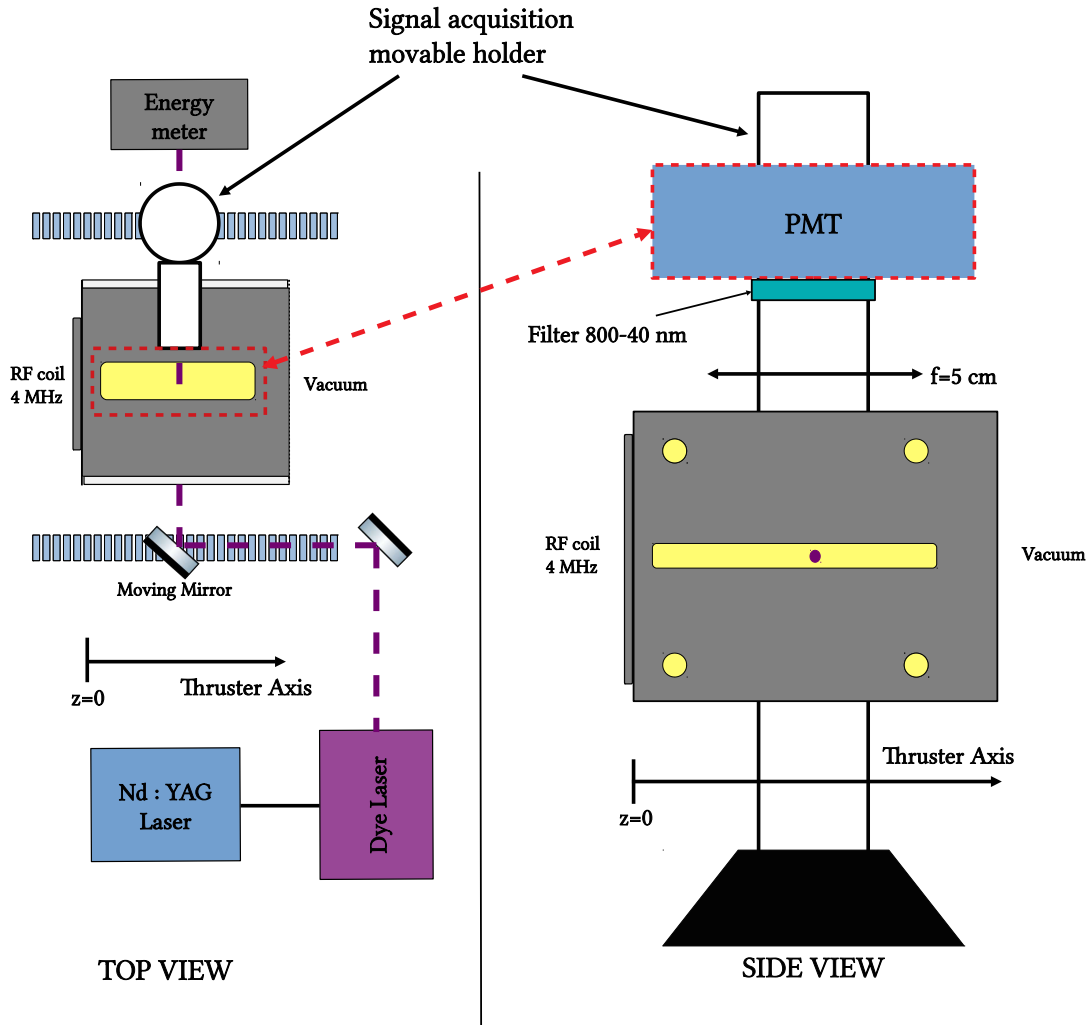 Signal acquisition
movable holder
Energy
meter
RF coil
4 MHz
Vacuum
Moving Mirror
z=0
Thruster Axis
Nd : YAG
Laser
Dye Laser
TOP VIEW
PMT
Filter 800-40 nm
f=5 cm
RF coil
4 MHz
Vacuum
Thruster Axis
z=0
SIDE VIEW